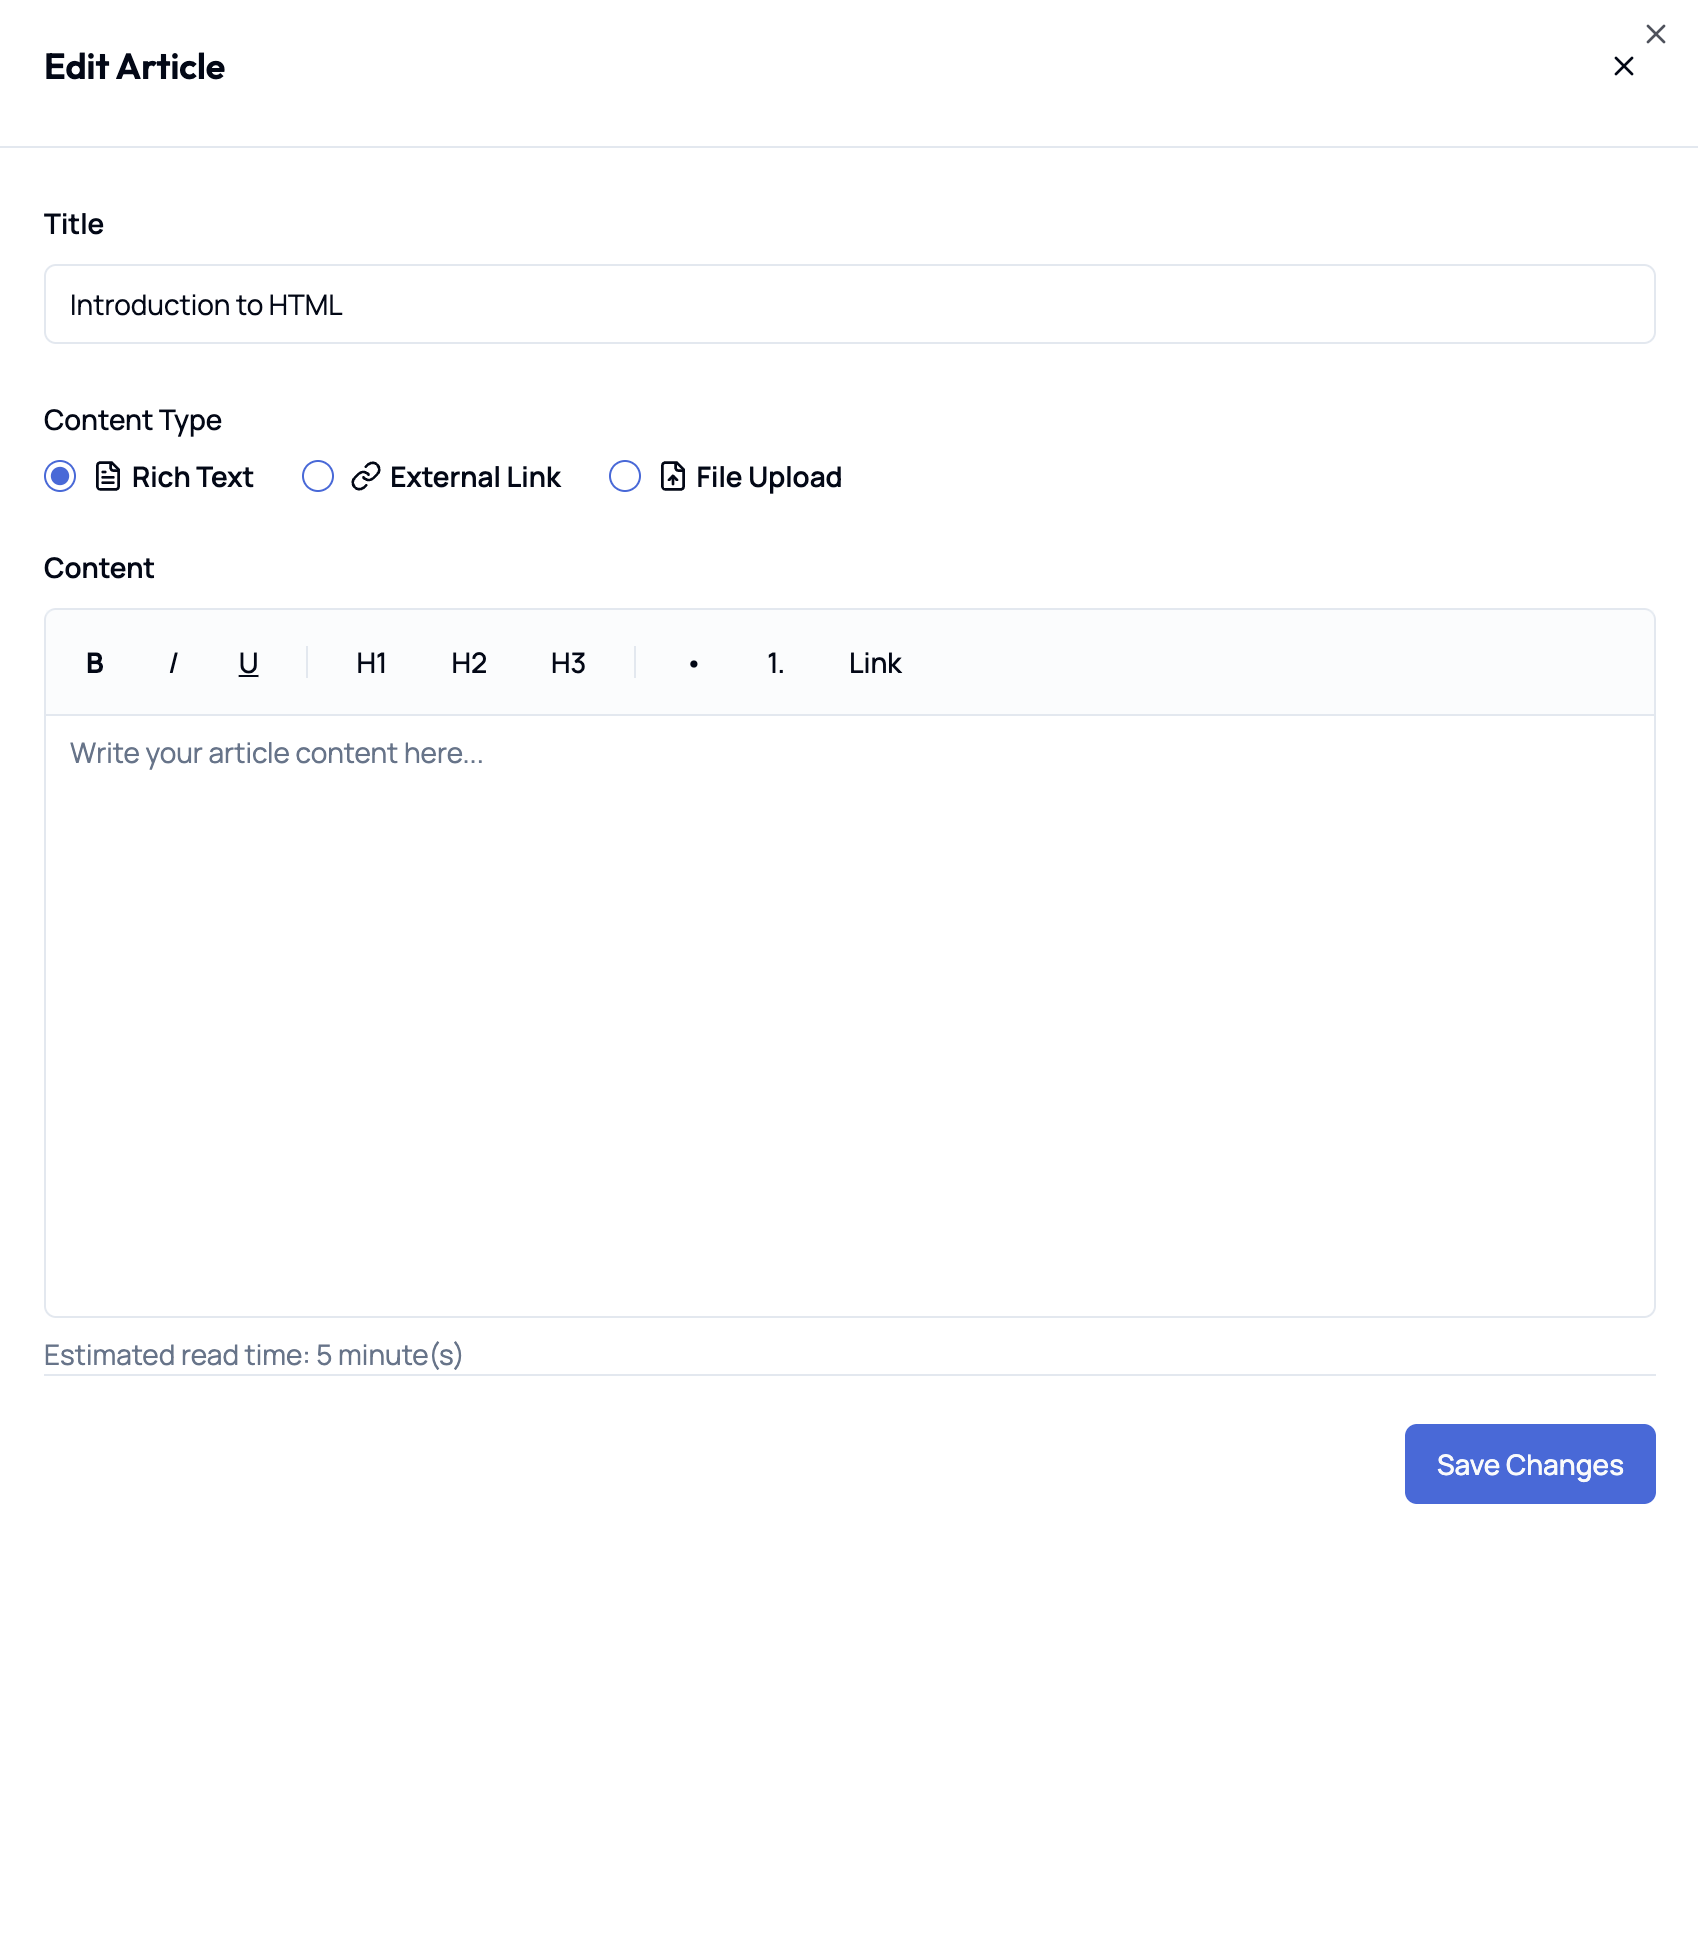 Edit Article
Title
Introduction to HTML
Content Type
Rich Text External Link File Upload
Content
B I U H1 H2 H3 • 1. Link
Write your article content here...
Estimated read time: 5 minute(s)
Save Changes